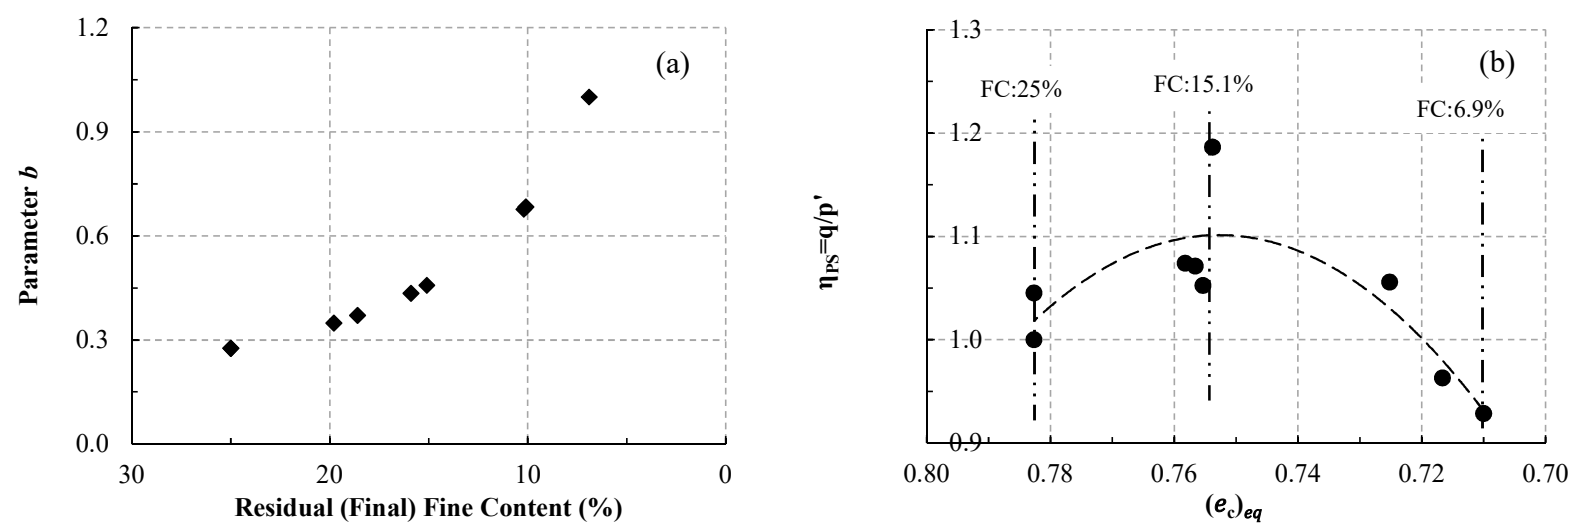 1.2
0.9
0.6
0.3
0.0
30
20
10
0
Parameter b
Residual (Final) Fine Content (%)
(a)
1.3
1.2
1.1
1.0
0.9
0.80
0.78
0.76
0.74
0.72
0.70
ηPS=q/p'
(ec)eq
FC:25%
FC:15.1%
FC:6.9%
(b)